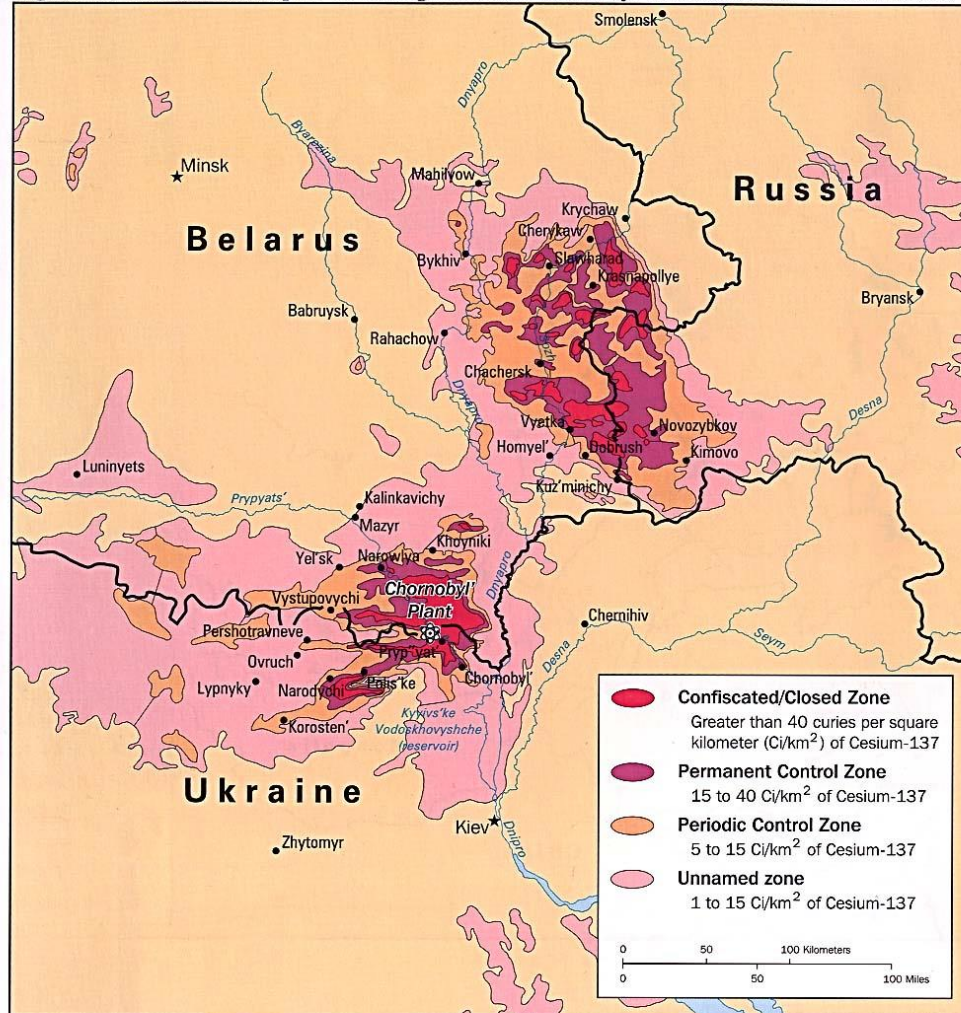 Smolensk
Dnyapro
Byarezina
Minsk
Mahilyow
Russia
Krychaw
Cherykaw
Belarus
Slawharad
Bykhiv
Krasnapollye
Bryansk
Babruysk
Rahachow
Sozh
Chachersk
Dnyapro
Desna
Vyatka
Novozybkov
Homyel'
Dobrush
Kimovo
Luninyets
Kuz'minichy
Prypyats'
Kalinkavichy
Mazyr
Khoyniki
Yel'sk
Narowlya
Dnyapro
Chornobyl'
Plant
Vystupovychi
Chernihiv
Pershotravneve
Desna
Seym
Pryp"yat'
Ovruch
Chornobyl'
Lypnyky
Narodychi
Polis'ke
Korosten'
Kyyivs'ke
Vodoskhovyshche
(reservoir)
Ukraine
Kiev
Dnipro
Zhytomyr
Confiscated/Closed Zone
Greater than 40 curies per square
kilometer (Ci/km²) of Cesium-137
Permanent Control Zone
15 to 40 Ci/km² of Cesium-137
Periodic Control Zone
5 to 15 Ci/km² of Cesium-137
Unnamed zone
1 to 15 Ci/km² of Cesium-137
0 50 100 Kilometers
0 50 100 Miles